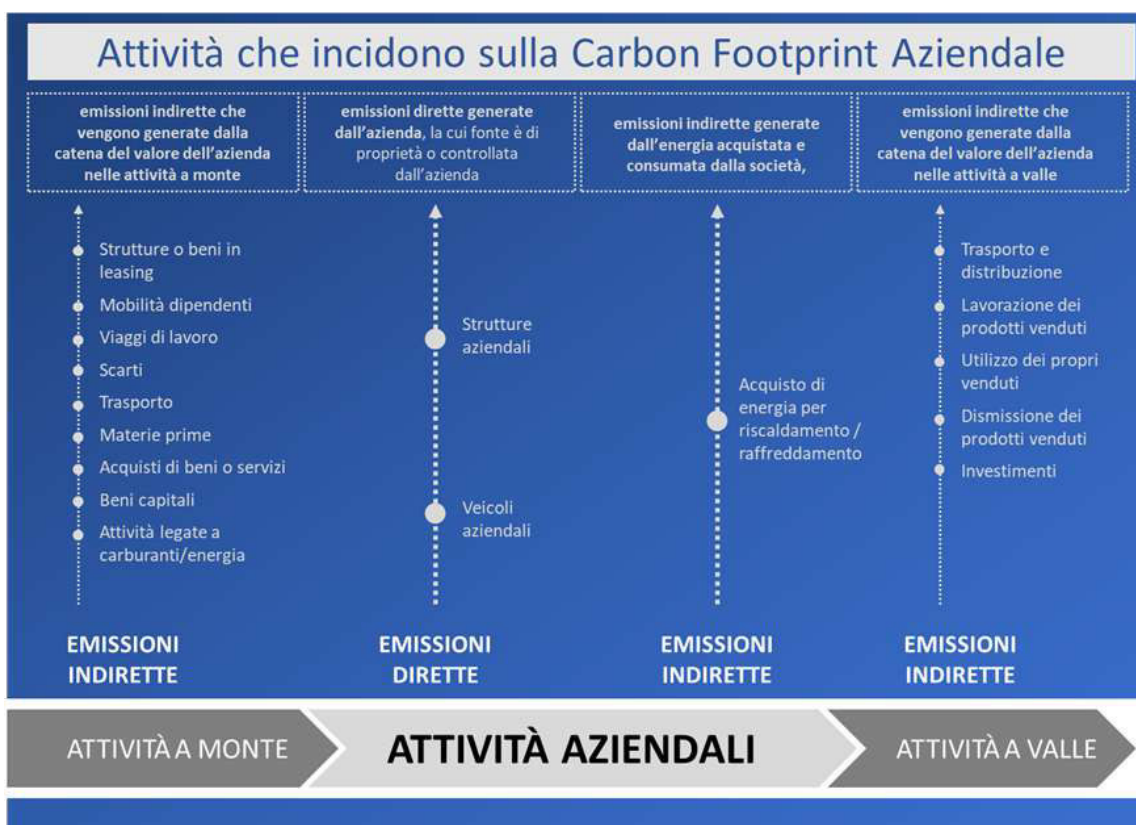 Attività che incidono sulla Carbon Footprint Aziendale
emissioni indirette che
vengono generate dalla
catena del valore dell'azienda
nelle attività a monte
emissioni dirette generate
dall'azienda, la cui fonte è di
proprietà o controllata
dall'azienda
emissioni indirette generate
dall'energia acquistata e
consumata dalla società,
emissioni indirette che
vengono generate dalla
catena del valore dell'azienda
nelle attività a valle
Strutture o beni in
leasing
Mobilità dipendenti
Viaggi di lavoro
Scarti
Trasporto
Materie prime
Acquisti di beni o servizi
Beni capitali
Attività legate a
carburanti/energia
Strutture
aziendali
Veicoli
aziendali
Acquisto di
energia per
riscaldamento /
raffreddamento
Trasporto e
distribuzione
Lavorazione dei
prodotti venduti
Utilizzo dei propri
venduti
Dismissione dei
prodotti venduti
Investimenti
EMISSIONI
INDIRETTE
EMISSIONI
DIRETTE
EMISSIONI
INDIRETTE
EMISSIONI
INDIRETTE
ATTIVITÀ A MONTE
ATTIVITÀ AZIENDALI
ATTIVITÀ A VALLE